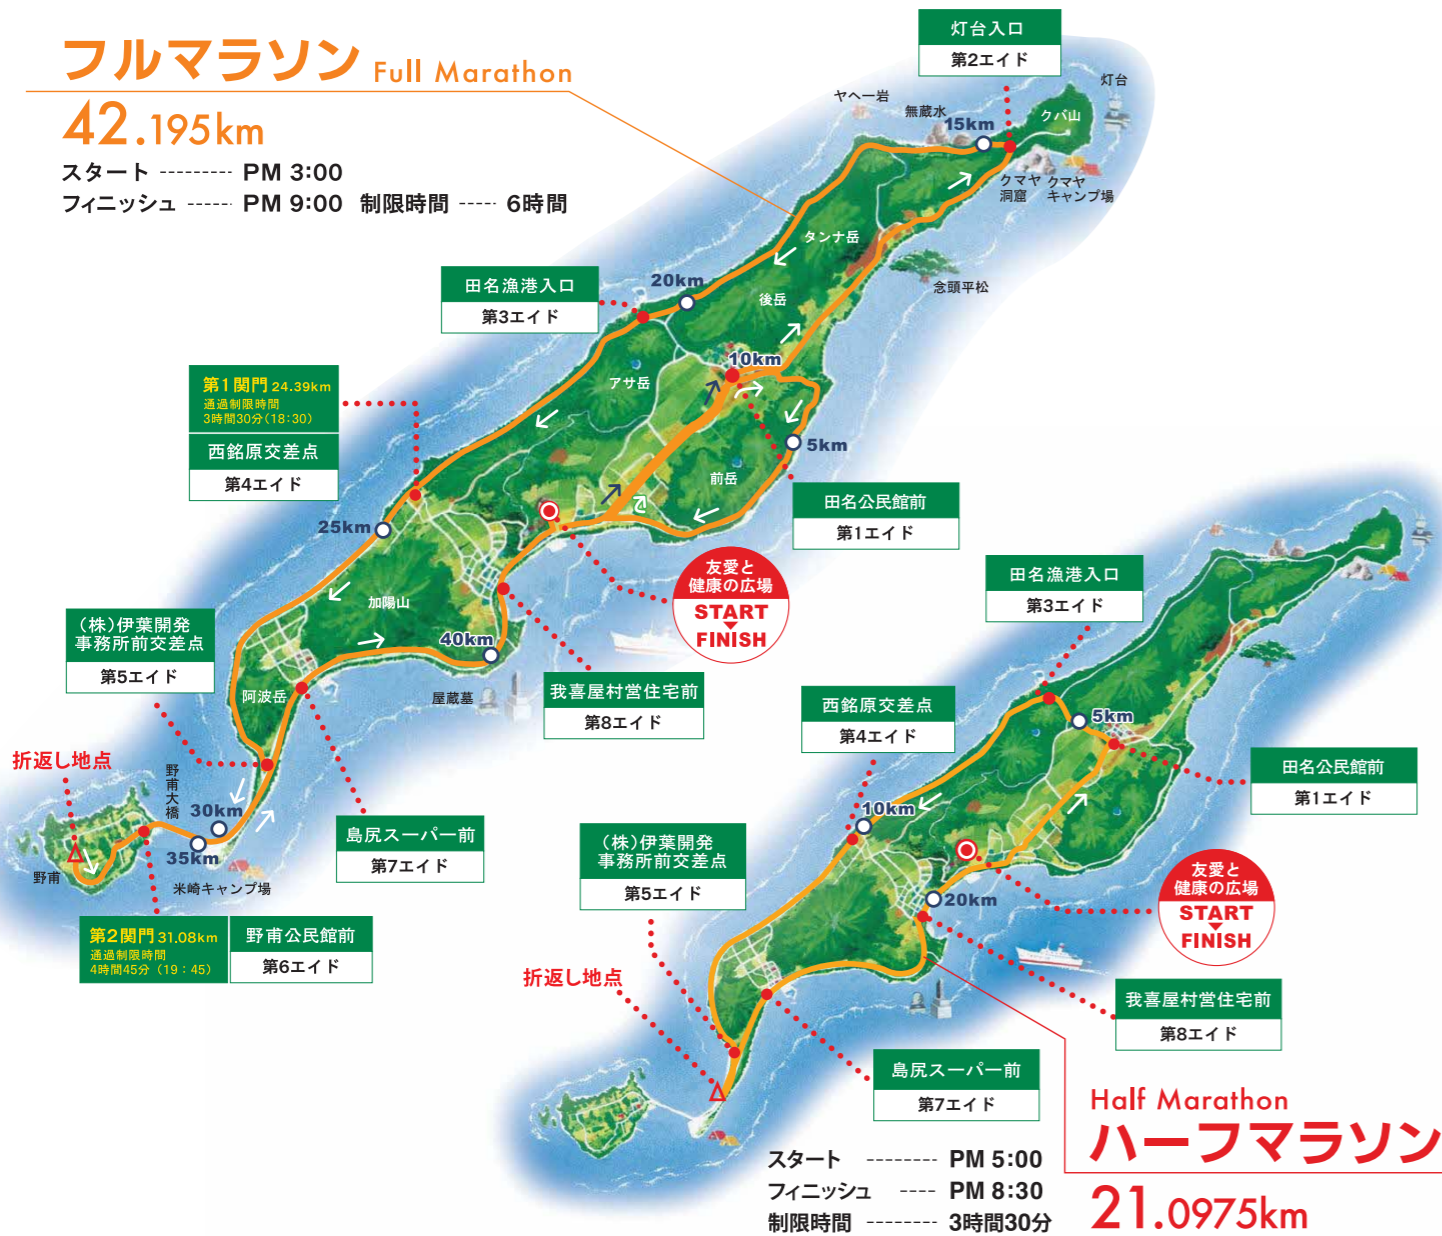 フルマラソン Full Marathon
42.195km
スタート --------- PM 3:00
フィニッシュ ----- PM 9:00 制限時間 ---- 6時間
灯台入口
第2エイド
灯台
ヤヘー岩
無蔵水
15km
クバ山
クマヤ
洞窟
クマヤ
キャンプ場
タンナ岳
念頭平松
田名漁港入口
第3エイド
20km
後岳
10km
アサ岳
第1関門 24.39km
通過制限時間
3時間30分(18:30)
西銘原交差点
第4エイド
5km
前岳
田名公民館前
第1エイド
25km
友愛と
健康の広場
START
FINISH
加陽山
40km
(株)伊葉開発
事務所前交差点
第5エイド
阿波岳
屋蔵墓
我喜屋村営住宅前
第8エイド
折返し地点
野甫大橋
30km
35km
野甫
米崎キャンプ場
島尻スーパー前
第7エイド
第2関門 31.08km
通過制限時間
4時間45分(19:45)
野甫公民館前
第6エイド
田名漁港入口
第3エイド
西銘原交差点
第4エイド
5km
田名公民館前
第1エイド
10km
(株)伊葉開発
事務所前交差点
第5エイド
20km
友愛と
健康の広場
START
FINISH
折返し地点
我喜屋村営住宅前
第8エイド
島尻スーパー前
第7エイド
Half Marathon
ハーフマラソン
21.0975km
スタート -------- PM 5:00
フィニッシュ ---- PM 8:30
制限時間 -------- 3時間30分